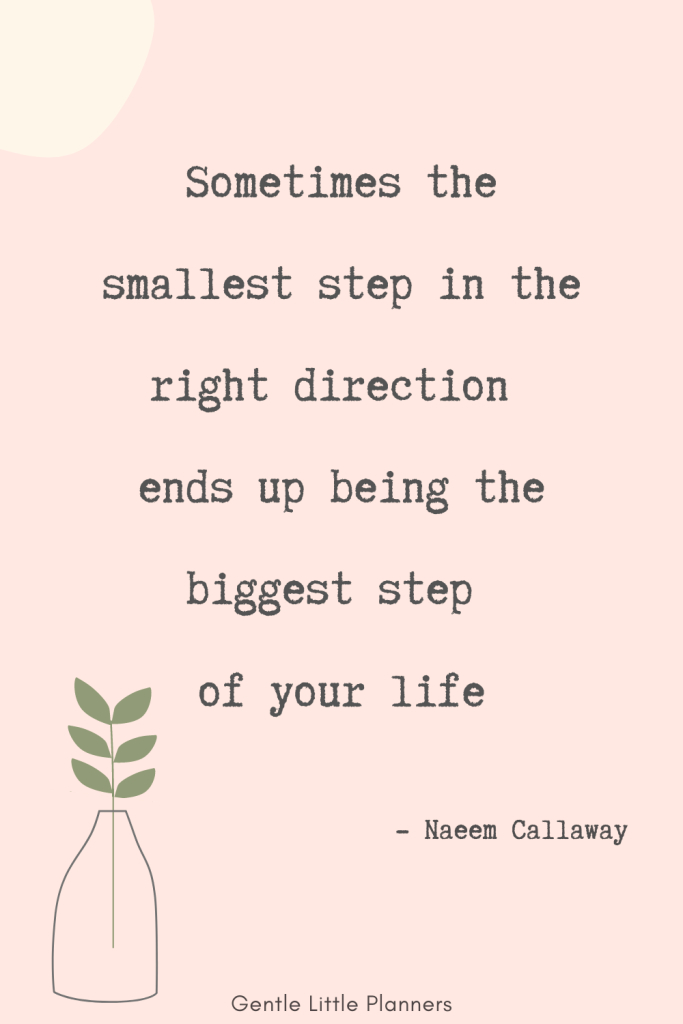 Sometimes the
smallest step in the
right direction
ends up being the
biggest step
of your life
- Naeem Callaway
Gentle Little Planners